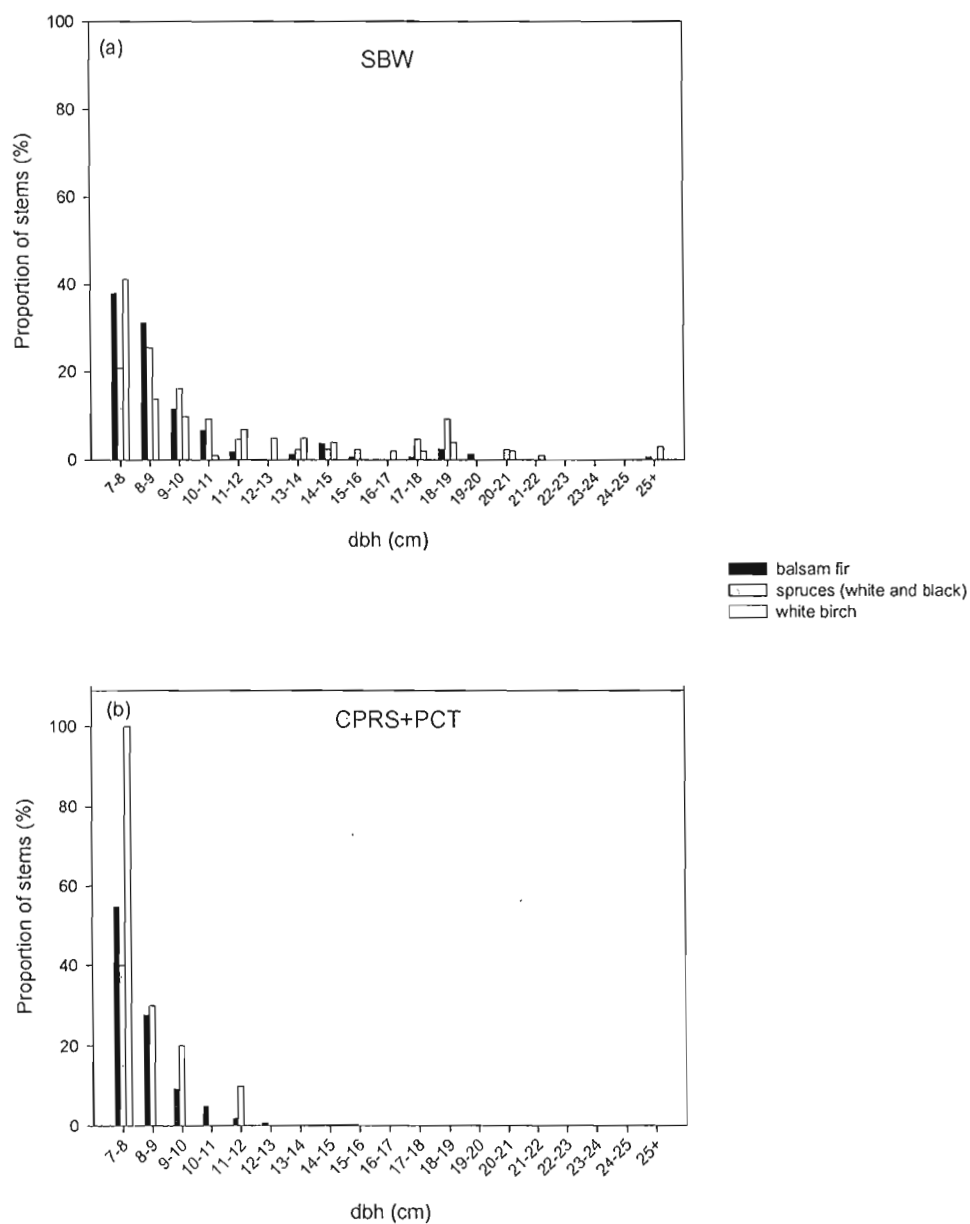 (a)
SBW
100
80
60
40
20
0
Proportion of stems (%)
7-8 8-9 9-10 10-11 11-12 12-13 13-14 14-15 15-16 16-17 17-18 18-19 19-20 20-21 21-22 22-23 23-24 24-25 25+
dbh (cm)
balsam fir
spruces (white and black)
white birch
(b)
CPRS+PCT
100
80
60
40
20
0
Proportion of stems (%)
7-8 8-9 9-10 10-11 11-12 12-13 13-14 14-15 15-16 16-17 17-18 18-19 19-20 20-21 21-22 22-23 23-24 24-25 25+
dbh (cm)